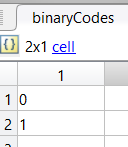 binaryCodes
{} 2x1 cell
1
1 0
2 1